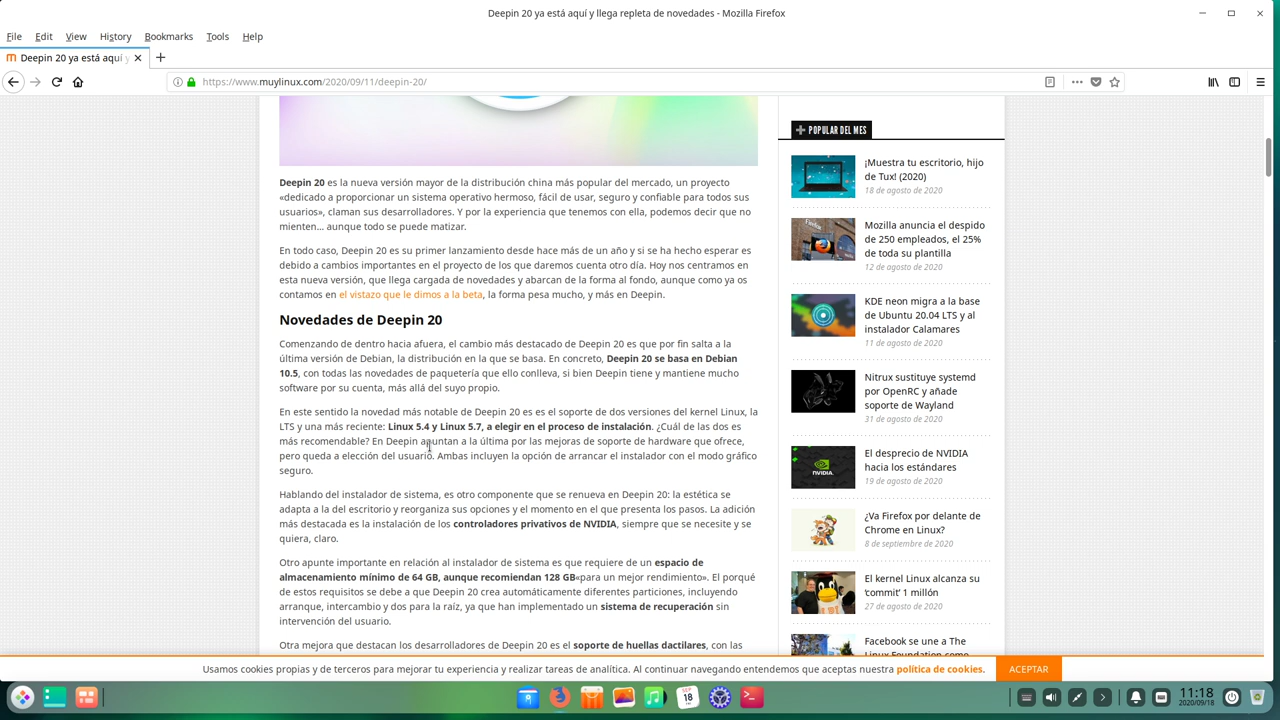 Deepin 20 ya está aquí y llega repleta de novedades - Mozilla Firefox
File Edit View History Bookmarks Tools Help
Deepin 20 ya está aquí y
https://www.muylinux.com/2020/09/11/deepin-20/
Deepin 20 es la nueva versión mayor de la distribución china más popular del mercado, un proyecto
«dedicado a proporcionar un sistema operativo hermoso, fácil de usar, seguro y confiable para todos sus
usuarios», claman sus desarrolladores. Y por la experiencia que tenemos con ella, podemos decir que no
mienten... aunque todo se puede matizar.
En todo caso, Deepin 20 es su primer lanzamiento desde hace más de un año y si se ha hecho esperar es
debido a cambios importantes en el proyecto de los que daremos cuenta otro día. Hoy nos centramos en
esta nueva versión, que llega cargada de novedades y abarcan de la forma al fondo, aunque como ya os
contamos en el vistazo que le dimos a la beta, la forma pesa mucho, y más en Deepin.
Novedades de Deepin 20
Comenzando de dentro hacia afuera, el cambio más destacado de Deepin 20 es que por fin salta a la
última versión de Debian, la distribución en la que se basa. En concreto, Deepin 20 se basa en Debian
10.5, con todas las novedades de paquetería que ello conlleva, si bien Deepin tiene y mantiene mucho
software por su cuenta, más allá del suyo propio.
En este sentido la novedad más notable de Deepin 20 es es el soporte de dos versiones del kernel Linux, la
LTS y una más reciente: Linux 5.4 y Linux 5.7, a elegir en el proceso de instalación. ¿Cuál de las dos es
más recomendable? En Deepin apuntan a la última por las mejoras de soporte de hardware que ofrece,
pero queda a elección del usuario. Ambas incluyen la opción de arrancar el instalador con el modo gráfico
seguro.
Hablando del instalador de sistema, es otro componente que se renueva en Deepin 20: la estética se
adapta a la del escritorio y reorganiza sus opciones y el momento en el que presenta los pasos. La adición
más destacada es la instalación de los controladores privativos de NVIDIA, siempre que se necesite y se
quiera, claro.
Otro apunte importante en relación al instalador de sistema es que requiere de un espacio de
almacenamiento mínimo de 64 GB, aunque recomiendan 128 GB«para un mejor rendimiento». El porqué
de estos requisitos se debe a que Deepin 20 crea automáticamente diferentes particiones, incluyendo
arranque, intercambio y dos para la raíz, ya que han implementado un sistema de recuperación sin
intervención del usuario.
Otra mejora que destacan los desarrolladores de Deepin 20 es el soporte de huellas dactilares, con las
POPULAR DEL MES
¡Muestra tu escritorio, hijo
de Tux! (2020)
18 de agosto de 2020
Mozilla anuncia el despido
de 250 empleados, el 25%
de toda su plantilla
12 de agosto de 2020
KDE neon migra a la base
de Ubuntu 20.04 LTS y al
instalador Calamares
11 de agosto de 2020
Nitrux sustituye systemd
por OpenRC y añade
soporte de Wayland
31 de agosto de 2020
El desprecio de NVIDIA
hacia los estándares
19 de agosto de 2020
¿Va Firefox por delante de
Chrome en Linux?
8 de septiembre de 2020
El kernel Linux alcanza su
'commit' 1 millón
27 de agosto de 2020
Facebook se une a The
Linux Foundation como
Usamos cookies propias y de terceros para mejorar tu experiencia y realizar tareas de analítica. Al continuar navegando entendemos que aceptas nuestra política de cookies. ACEPTAR
SEP
18
11:18
2020/09/18